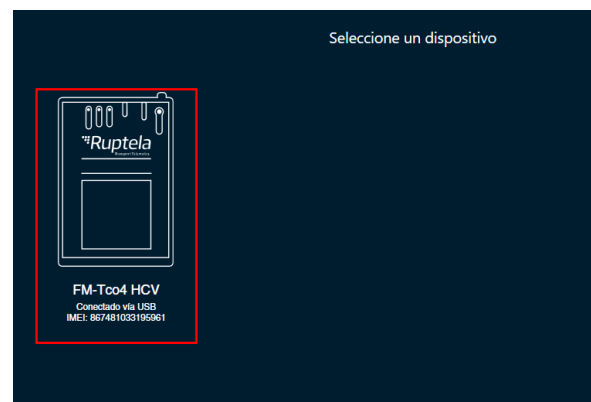 Seleccione un dispositivo
Ruptela
FM-Tco4 HCV
Conectado vía USB
IMEI: 867481033195961